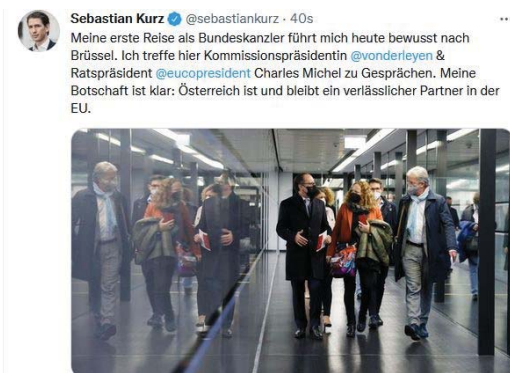 Sebastian Kurz @sebastiankurz · 40s
Meine erste Reise als Bundeskanzler führt mich heute bewusst nach
Brüssel. Ich treffe hier Kommissionspräsidentin @vonderleyen &
Ratspräsident @eucopresident Charles Michel zu Gesprächen. Meine
Botschaft ist klar: Österreich ist und bleibt ein verlässlicher Partner in der
EU.